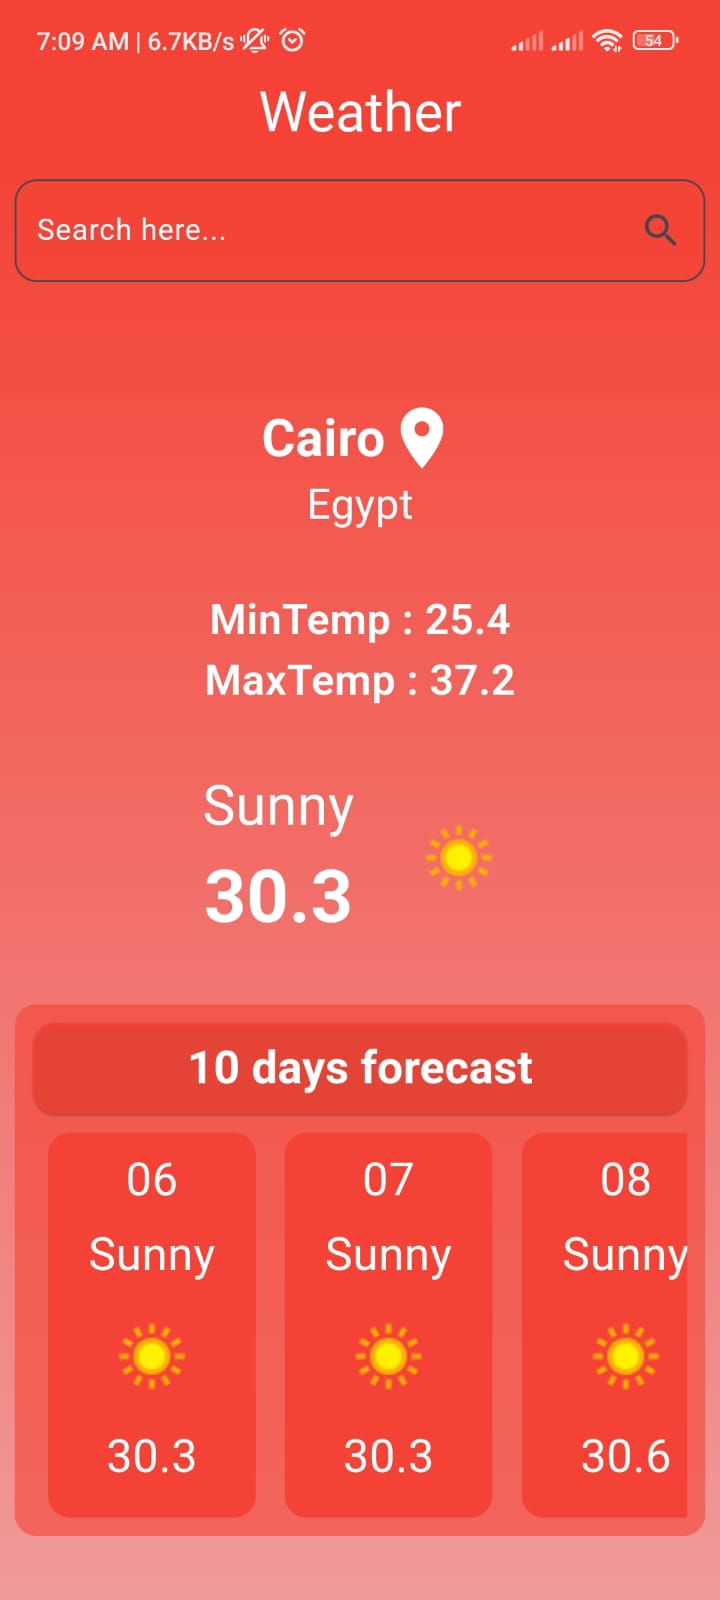 7:09 AM | 6.7KB/s 54
Weather
Search here...
Cairo
Egypt
MinTemp : 25.4
MaxTemp : 37.2
Sunny
30.3
10 days forecast
06 07 08
Sunny Sunny Sunny
30.3 30.3 30.6